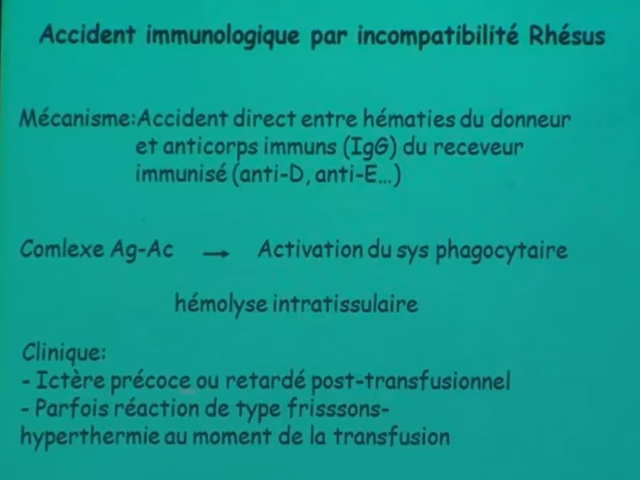 Accident immunologique par incompatibilité Rhésus
Mécanisme:Accident direct entre hématies du donneur
et anticorps immuns (IgG) du receveur
immunisé (anti-D, anti-E...)
Comlexe Ag-Ac → Activation du sys phagocytaire
hémolyse intratissulaire
Clinique:
- Ictère précoce ou retardé post-transfusionnel
- Parfois réaction de type frisssons-
hyperthermie au moment de la transfusion